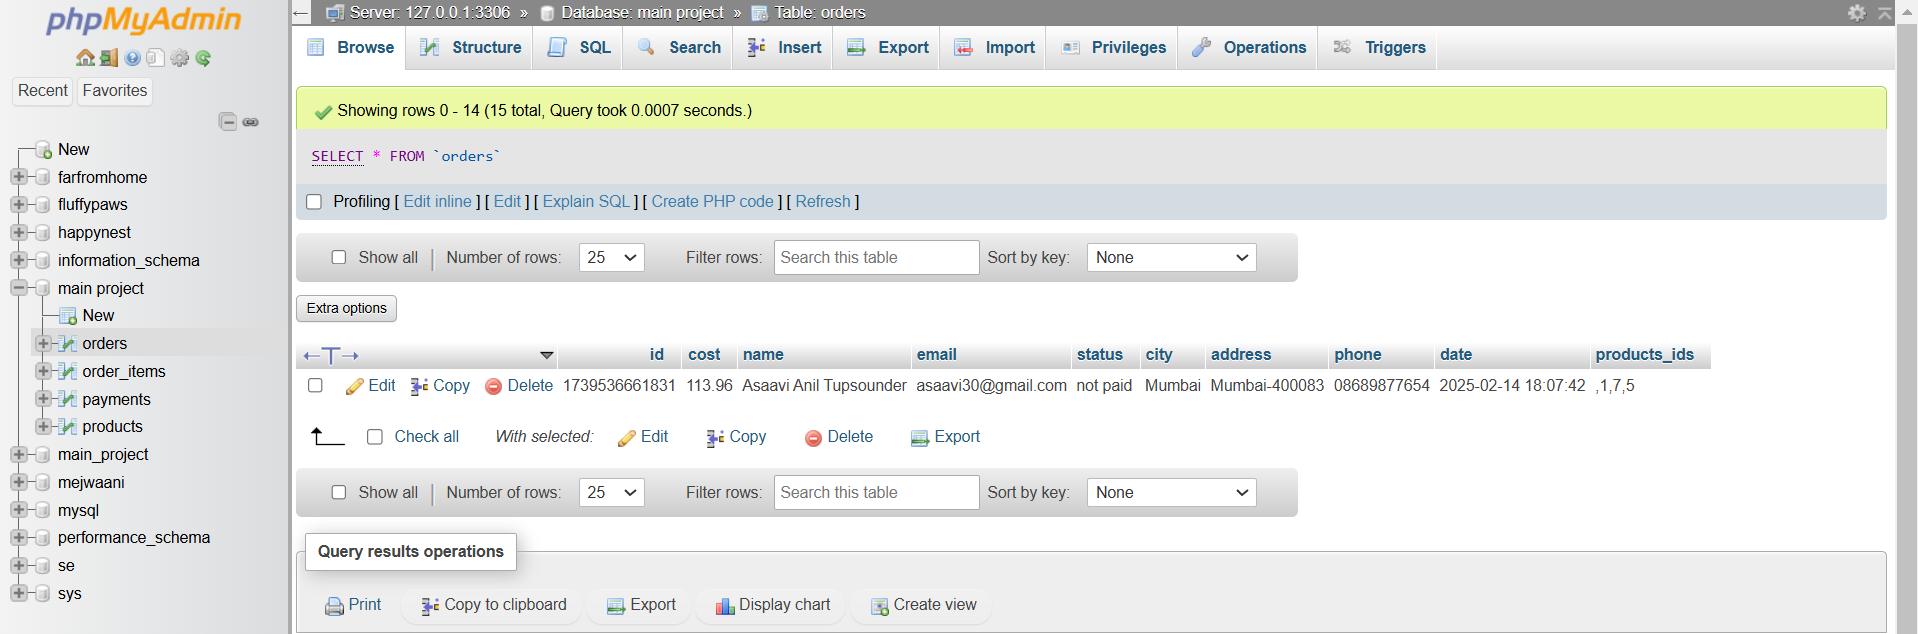 phpMyAdmin
Recent Favorites
New
farfromhome
fluffypaws
happynest
information_schema
main project
New
orders
order_items
payments
products
main_project
mejwaani
mysql
performance_schema
se
sys
Server: 127.0.0.1:3306 » Database: main project » Table: orders
Browse Structure SQL Search Insert Export Import Privileges Operations Triggers
Showing rows 0 - 14 (15 total, Query took 0.0007 seconds.)
SELECT * FROM `orders`
Profiling [ Edit inline ] [ Edit ] [ Explain SQL ] [ Create PHP code ] [ Refresh ]
Show all | Number of rows: 25 Filter rows: Search this table Sort by key: None
Extra options
←T→ id cost name email status city address phone date products_ids
Edit Copy Delete 1739536661831 113.96 Asaavi Anil Tupsounder asaavi30@gmail.com not paid Mumbai Mumbai-400083 08689877654 2025-02-14 18:07:42 ,1,7,5
Check all With selected: Edit Copy Delete Export
Show all | Number of rows: 25 Filter rows: Search this table Sort by key: None
Query results operations
Print Copy to clipboard Export Display chart Create view